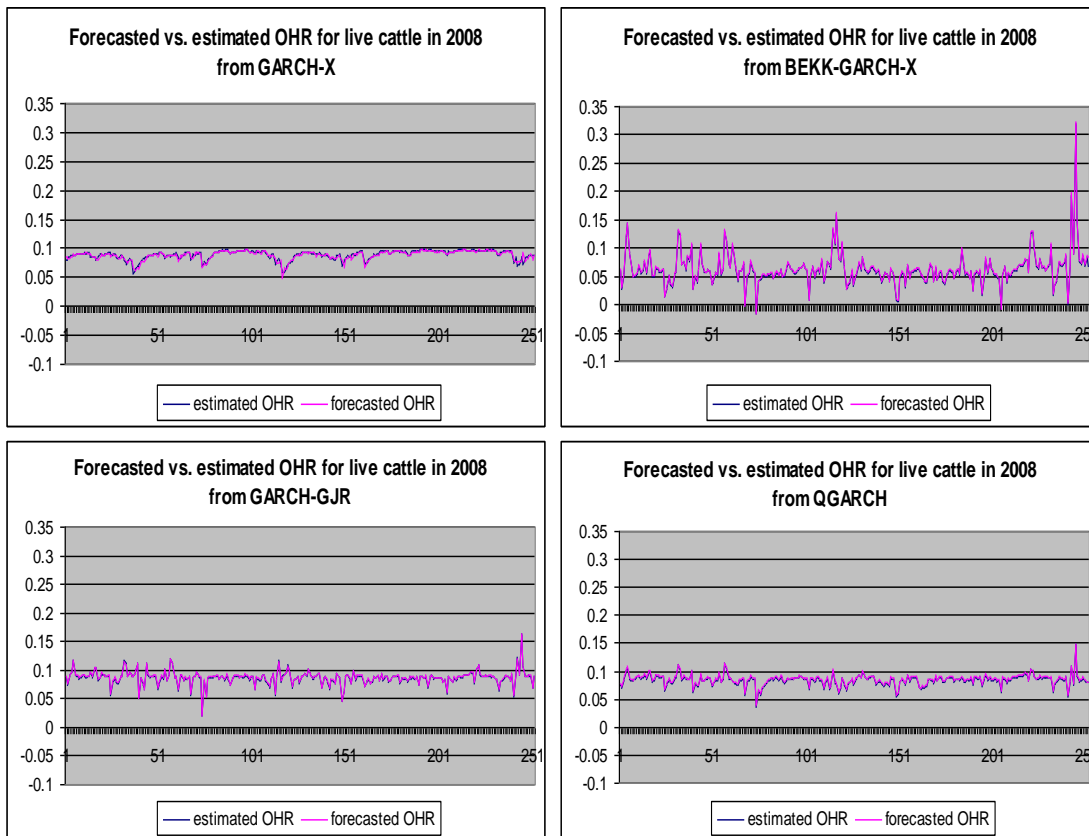 Forecasted vs. estimated OHR for live cattle in 2008
from GARCH-X
0.35
0.3
0.25
0.2
0.15
0.1
0.05
0
-0.05
-0.1
1 51 101 151 201 251
estimated OHR forecasted OHR
Forecasted vs. estimated OHR for live cattle in 2008
from BEKK-GARCH-X
0.35
0.3
0.25
0.2
0.15
0.1
0.05
0
-0.05
-0.1
1 51 101 151 201 25
estimated OHR forecasted OHR
Forecasted vs. estimated OHR for live cattle in 2008
from GARCH-GJR
0.35
0.3
0.25
0.2
0.15
0.1
0.05
0
-0.05
-0.1
1 51 101 151 201 251
estimated OHR forecasted OHR
Forecasted vs. estimated OHR for live cattle in 2008
from QGARCH
0.35
0.3
0.25
0.2
0.15
0.1
0.05
0
-0.05
-0.1
1 51 101 151 201 25
estimated OHR forecasted OHR